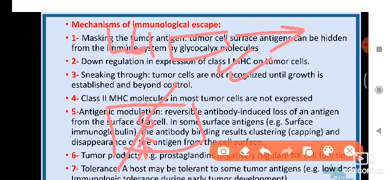 • Mechanisms of immunological escape:
• 1- Masking the tumor antigen: tumor cell surface antigens can be hidden
from the immune system by glycocalyx molecules
• 2- Down regulation in expression of class I MHC on tumor cells.
• 3- Sneaking through: tumor cells are not recognized until growth is
established and beyond control.
• 4- Class II MHC molecules in most tumor cells are not expressed
• 5-Antigenic modulation: reversible antibody-induced loss of an antigen
from the surface of cell. In some surface antigens (e.g. Surface
immunoglobulin) the antibody binding results clustering (capping) and
disappearance of the antigen from the cell surface.
• 6- Tumor products (e.g. prostaglandins
• 7- Tolerance: A host may be tolerant to some tumor antigens (e.g. low dose
Immunologic tolerance during early tumor development)